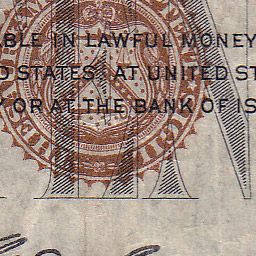 BLE IN LAWFUL MONEY
D STATES, AT UNITED ST
Y OR AT THE BANK OF IS